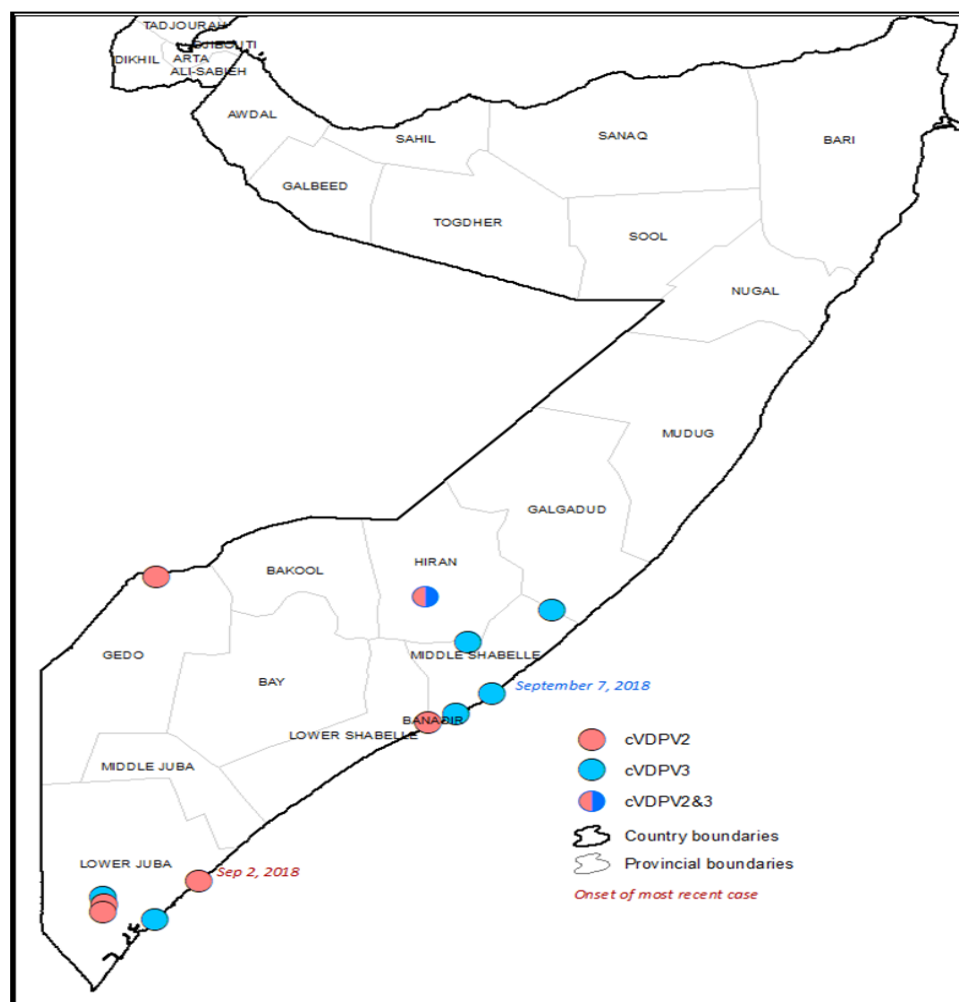 TADJOURAH
DJIBOUTI
DIKHIL
ARTA
ALI-SABIEH
AWDAL
SAHIL
SANAQ
BARI
GALBEED
TOGDHER
SOOL
NUGAL
MUDUG
GALGADUD
HIRAN
BAKOOL
GEDO
MIDDLE SHABELLE
BAY
September 7, 2018
BANADIR
LOWER SHABELLE
cVDPV2
MIDDLE JUBA
cVDPV3
cVDPV2&3
Country boundaries
LOWER JUBA
Provincial boundaries
Sep 2, 2018
Onset of most recent case